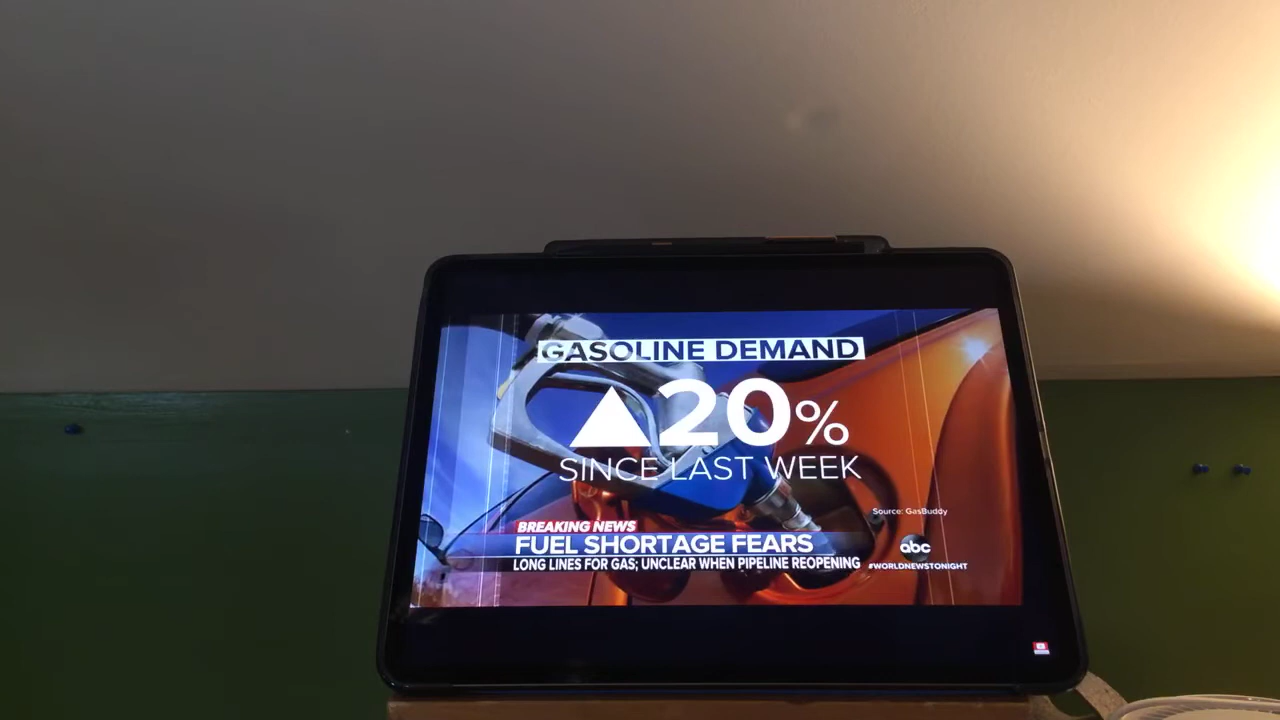 GASOLINE DEMAND
▲20%
SINCE LAST WEEK
Source: GasBuddy
BREAKING NEWS
FUEL SHORTAGE FEARS
LONG LINES FOR GAS; UNCLEAR WHEN PIPELINE REOPENING
abc
#WORLDNEWSTONIGHT